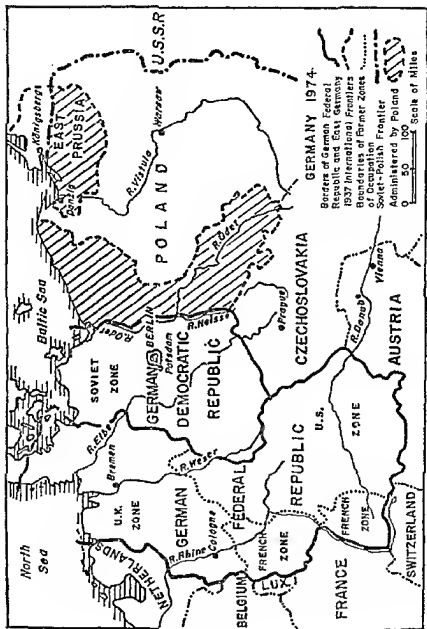 North
Sea
Baltic Sea
U.S.S.R
Königsberg
EAST
PRUSSIA
Danzig
R. Vistula
Warsaw
POLAND
R. Oder
R. Oder
R. Neisse
SOVIET
ZONE
BERLIN
Potsdam
GERMAN
DEMOCRATIC
REPUBLIC
R. Elbe
Bremen
R. Weser
U.K.
ZONE
GERMAN
FEDERAL
REPUBLIC
R. Rhine
Cologne
NETHERLANDS
BELGIUM
LUX
FRENCH
ZONE
FRENCH
ZONE
U.S.
ZONE
FRANCE
SWITZERLAND
AUSTRIA
R. Danube
Vienna
CZECHOSLOVAKIA
Prague
GERMANY 1974.
Borders of German Federal
Republic and East Germany
1937 International Frontiers
Boundaries of Former Zones
of Occupation
Soviet-Polish Frontier
Administered by Poland
0 50 100
Scale of Miles